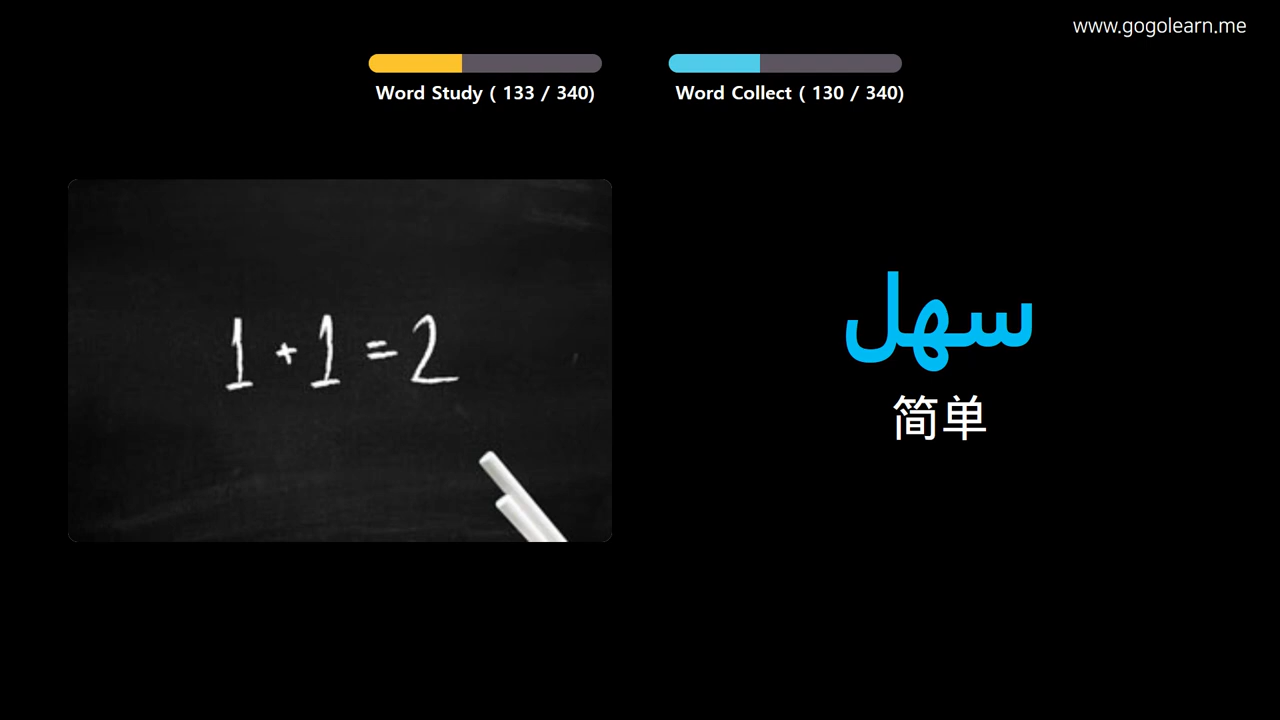 www.gogolearn.me
Word Study ( 133 / 340)
Word Collect ( 130 / 340)
1 + 1 = 2
سهل
简单